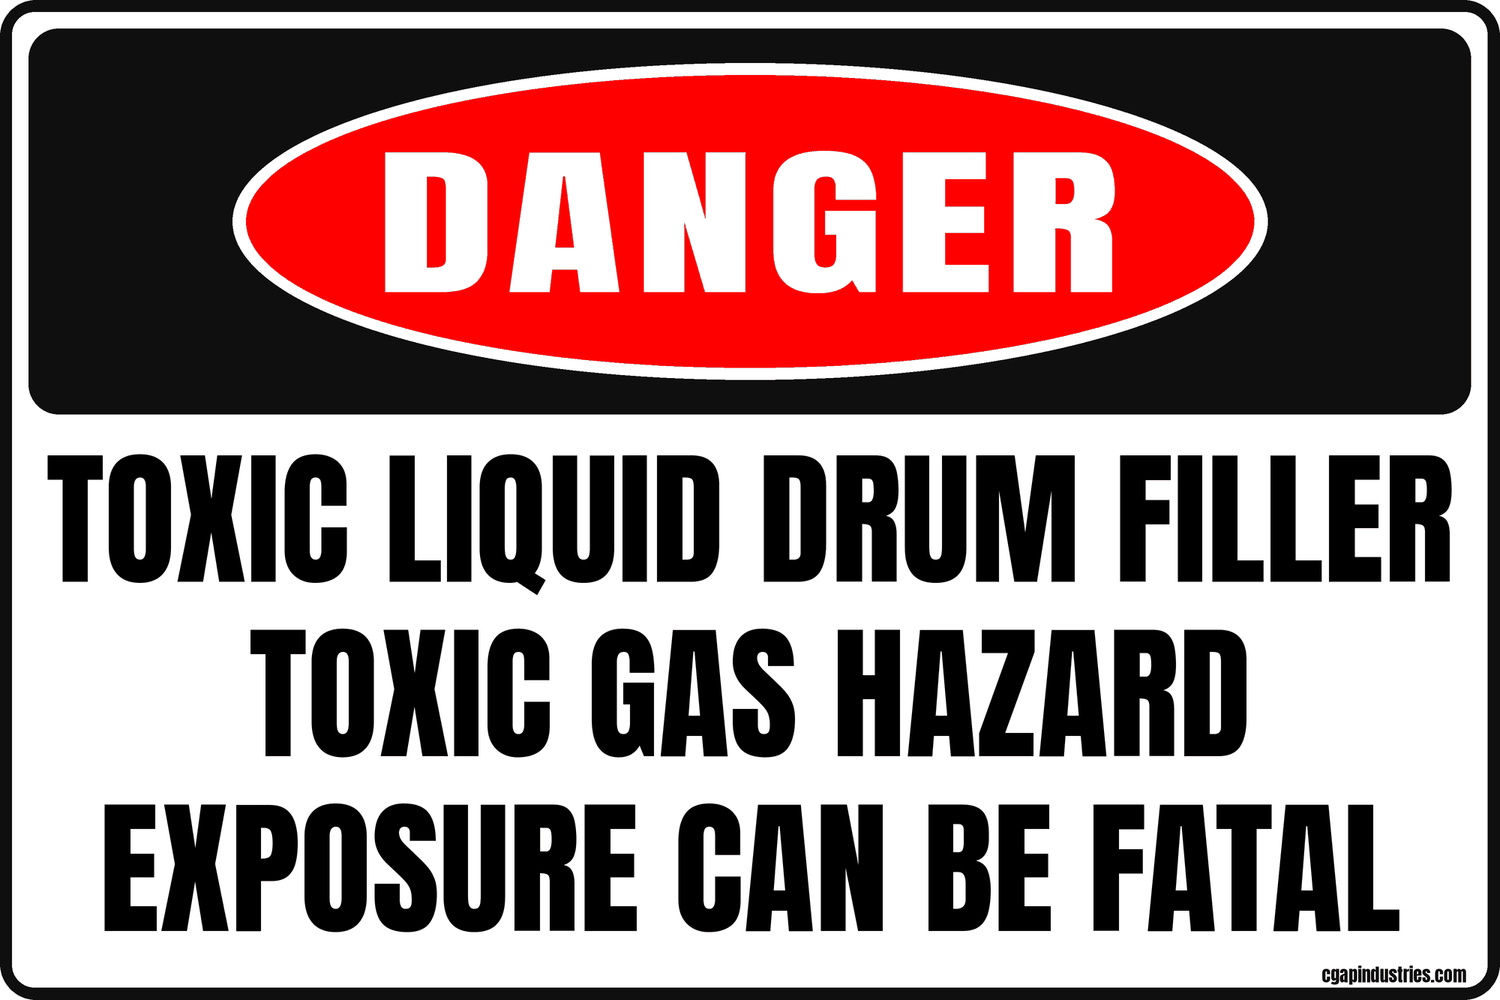 DANGER
TOXIC LIQUID DRUM FILLER
TOXIC GAS HAZARD
EXPOSURE CAN BE FATAL
cgapindustries.com